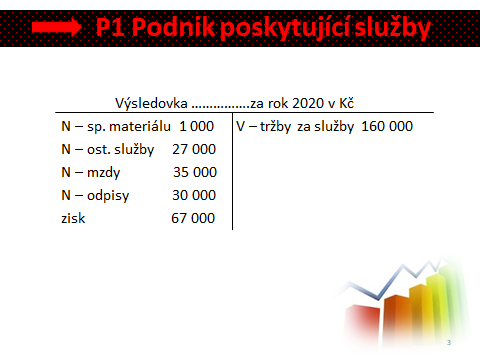 P1 Podnik poskytující služby
Výsledovka …………….za rok 2020 v Kč
N – sp. materiálu 1 000 V – tržby za služby 160 000
N – ost. služby 27 000
N – mzdy 35 000
N – odpisy 30 000
zisk 67 000
3